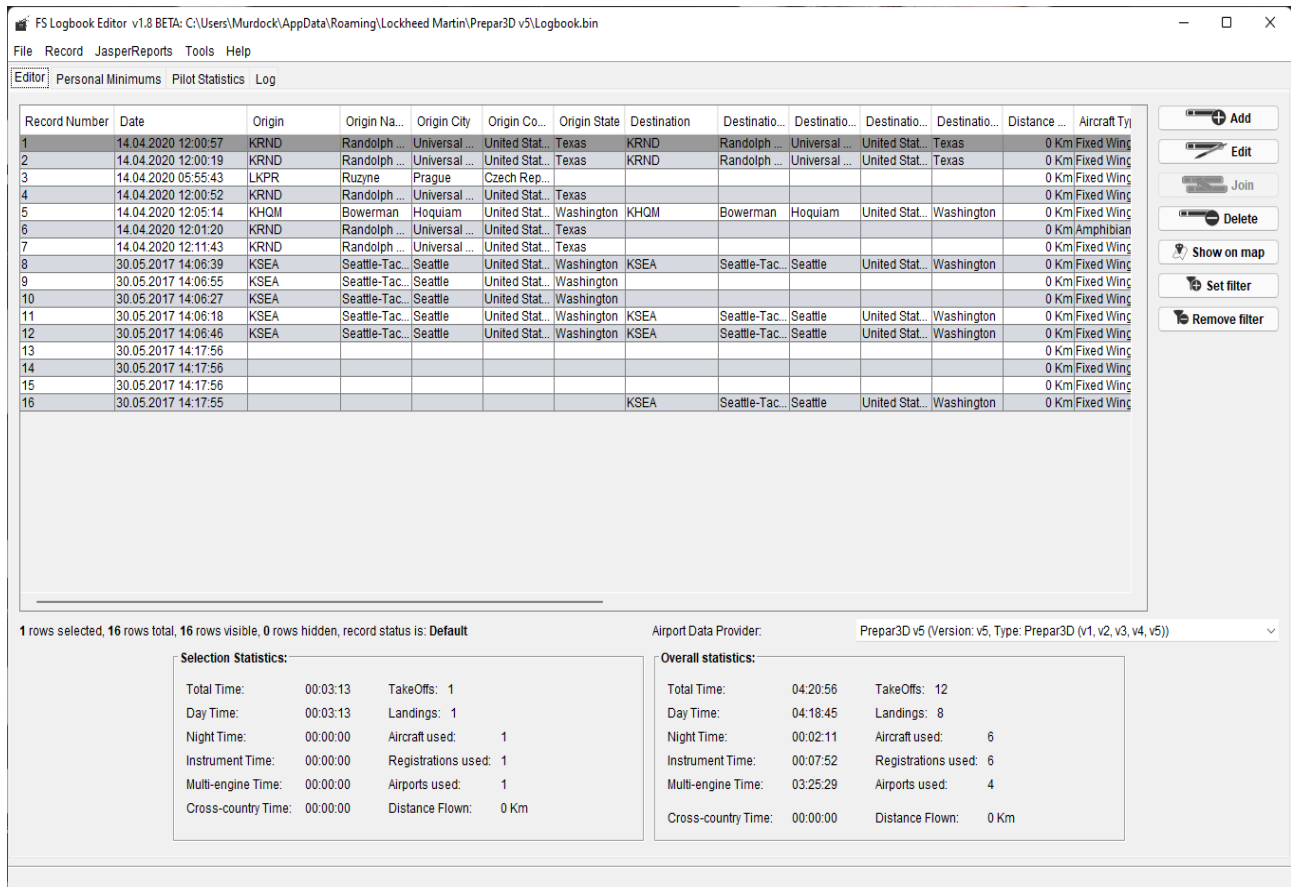 FS Logbook Editor v1.8 BETA: C:\Users\Murdock\AppData\Roaming\Lockheed Martin\Prepar3D v5\Logbook.bin
File Record JasperReports Tools Help
Editor Personal Minimums Pilot Statistics Log
Record Number Date Origin Origin Na... Origin City Origin Co... Origin State Destination Destinatio... Destinatio... Destinatio... Destinatio... Distance ... Aircraft Ty
1 14.04.2020 12:00:57 KRND Randolph ... Universal ... United Stat... Texas KRND Randolph ... Universal ... United Stat... Texas 0 Km Fixed Wing
2 14.04.2020 12:00:19 KRND Randolph ... Universal ... United Stat... Texas KRND Randolph ... Universal ... United Stat... Texas 0 Km Fixed Wing
3 14.04.2020 05:55:43 LKPR Ruzyne Prague Czech Rep... 0 Km Fixed Wing
4 14.04.2020 12:00:52 KRND Randolph ... Universal ... United Stat... Texas 0 Km Fixed Wing
5 14.04.2020 12:05:14 KHQM Bowerman Hoquiam United Stat... Washington KHQM Bowerman Hoquiam United Stat... Washington 0 Km Fixed Wing
6 14.04.2020 12:01:20 KRND Randolph ... Universal ... United Stat... Texas 0 Km Amphibian
7 14.04.2020 12:11:43 KRND Randolph ... Universal ... United Stat... Texas 0 Km Fixed Wing
8 30.05.2017 14:06:39 KSEA Seattle-Tac... Seattle United Stat... Washington KSEA Seattle-Tac... Seattle United Stat... Washington 0 Km Fixed Wing
9 30.05.2017 14:06:55 KSEA Seattle-Tac... Seattle United Stat... Washington 0 Km Fixed Wing
10 30.05.2017 14:06:27 KSEA Seattle-Tac... Seattle United Stat... Washington 0 Km Fixed Wing
11 30.05.2017 14:06:18 KSEA Seattle-Tac... Seattle United Stat... Washington KSEA Seattle-Tac... Seattle United Stat... Washington 0 Km Fixed Wing
12 30.05.2017 14:06:46 KSEA Seattle-Tac... Seattle United Stat... Washington KSEA Seattle-Tac... Seattle United Stat... Washington 0 Km Fixed Wing
13 30.05.2017 14:17:56 0 Km Fixed Wing
14 30.05.2017 14:17:56 0 Km Fixed Wing
15 30.05.2017 14:17:56 0 Km Fixed Wing
16 30.05.2017 14:17:55 KSEA Seattle-Tac... Seattle United Stat... Washington 0 Km Fixed Wing
Add
Edit
Join
Delete
Show on map
Set filter
Remove filter
1 rows selected, 16 rows total, 16 rows visible, 0 rows hidden, record status is: Default
Airport Data Provider: Prepar3D v5 (Version: v5, Type: Prepar3D (v1, v2, v3, v4, v5))
Selection Statistics:
Total Time: 00:03:13 TakeOffs: 1
Day Time: 00:03:13 Landings: 1
Night Time: 00:00:00 Aircraft used: 1
Instrument Time: 00:00:00 Registrations used: 1
Multi-engine Time: 00:00:00 Airports used: 1
Cross-country Time: 00:00:00 Distance Flown: 0 Km
Overall statistics:
Total Time: 04:20:56 TakeOffs: 12
Day Time: 04:18:45 Landings: 8
Night Time: 00:02:11 Aircraft used: 6
Instrument Time: 00:07:52 Registrations used: 6
Multi-engine Time: 03:25:29 Airports used: 4
Cross-country Time: 00:00:00 Distance Flown: 0 Km